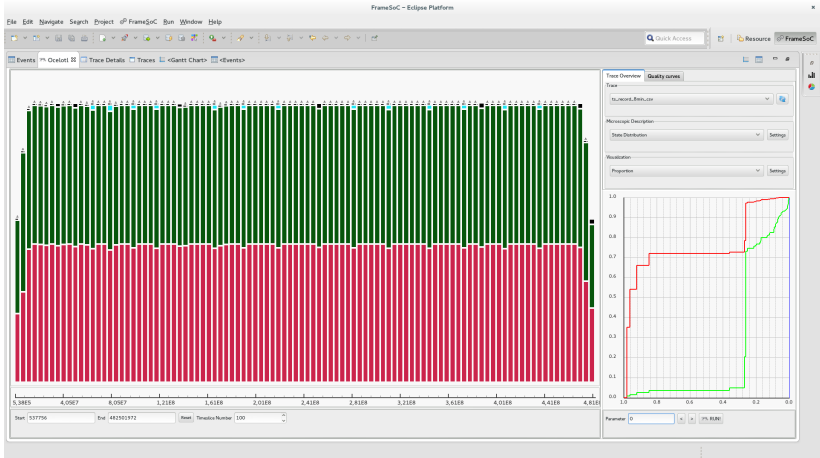 FrameSoC - Eclipse Platform
File Edit Navigate Search Project FrameSoC Run Window Help
Quick Access
Resource
FrameSoC
Events Ocelotl Trace Details Traces <Gantt Chart> <Events>
Trace Overview Quality curves
Trace
ts_record_8min_csv
Microscopic Description
State Distribution Settings
Visualization
Proportion Settings
1.0
0.9
0.8
0.7
0.6
0.5
0.4
0.3
0.2
0.1
0.0
1.0 0.8 0.6 0.4 0.2 0.0
5,38E5 4,05E7 8,05E7 1,21E8 1,61E8 2,01E8 2,41E8 2,81E8 3,21E8 3,61E8 4,01E8 4,41E8 4,81E
Start 537756 End 482501972 Reset Timeslice Number 100
Parameter 0 < > RUN!